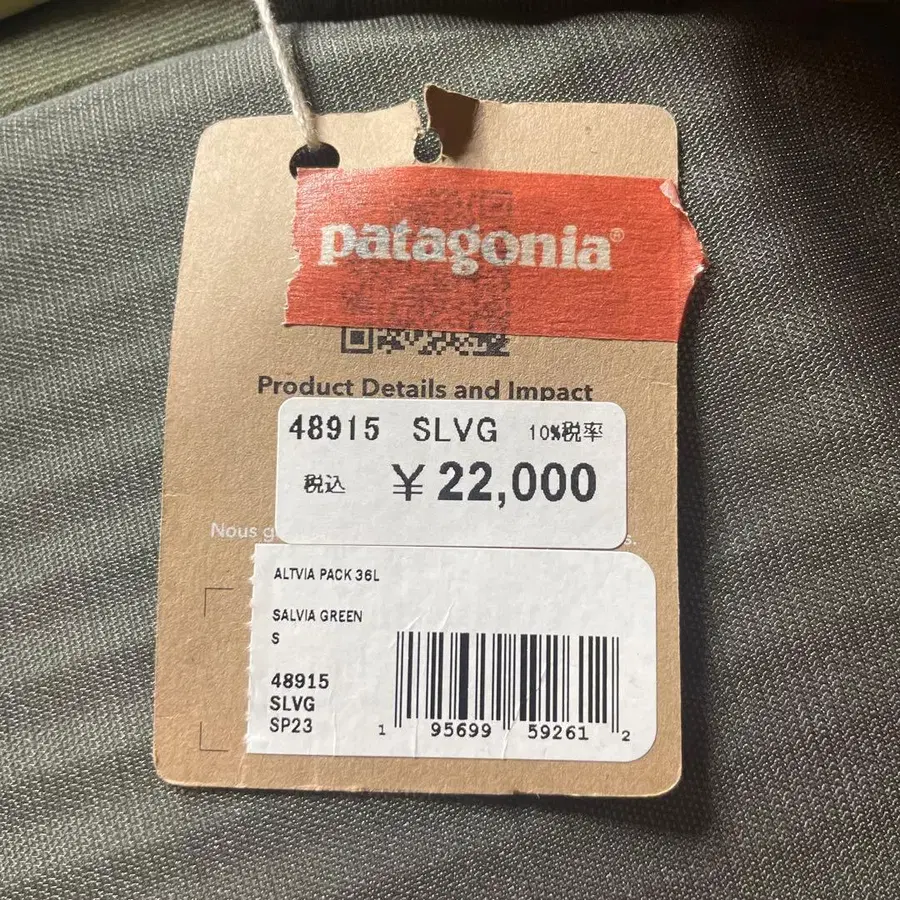 patagonia®
Product Details and Impact
48915 SLVG 10%税率
税込 ¥22,000
Nous g
s.
ALTVIA PACK 36L
SALVIA GREEN
S
48915
SLVG
SP23
1 95699 59261 2